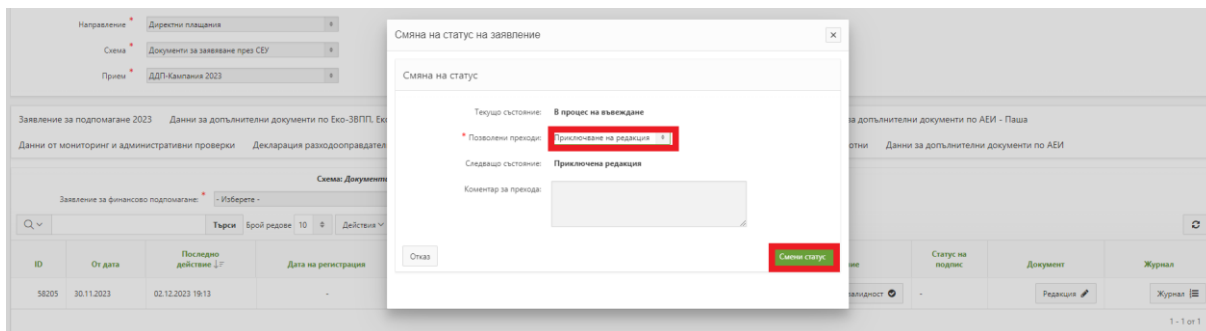 Направление * Директни плащания
Схема * Документи за заявяване през СЕУ
Прием * ДДП-Кампания 2023
Смяна на статус на заявление
Смяна на статус
Текущо състояние: В процес на въвеждане
* Позволени преходи: Приключване на редакция
Следващо състояние: Приключена редакция
Коментар за прехода:
Отказ Смени статус
Заявление за подпомагане 2023 Данни за допълнителни документи по Еко-ЗВПП, Еко за допълнителни документи по АЕИ - Паша
Данни от мониторинг и административни проверки Декларация разходооправдател отни Данни за допълнителни документи по АЕИ
Схема: Документи
Заявление за финансово подпомагане: * - Изберете -
Търси Брой редове 10 Действия
ID От дата Последно действие Дата на регистрация ие Статус на подпис Документ Журнал
58205 30.11.2023 02.12.2023 19:13 - валидност - Редакция Журнал
1 - 1 от 1